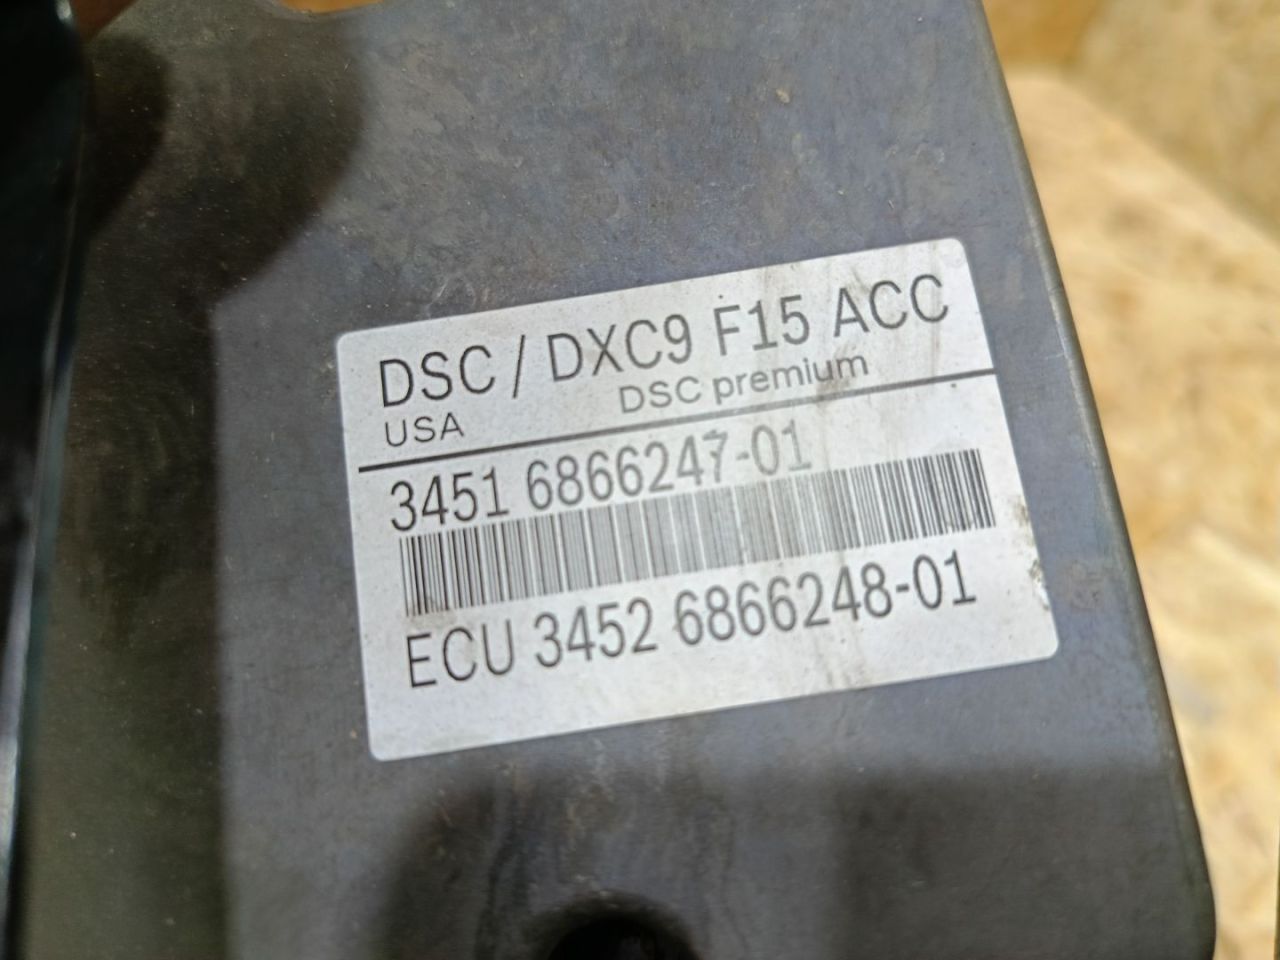 DSC / DXC9 F15 ACC
USA DSC premium
3451 6866247-01
ECU 3452 6866248-01